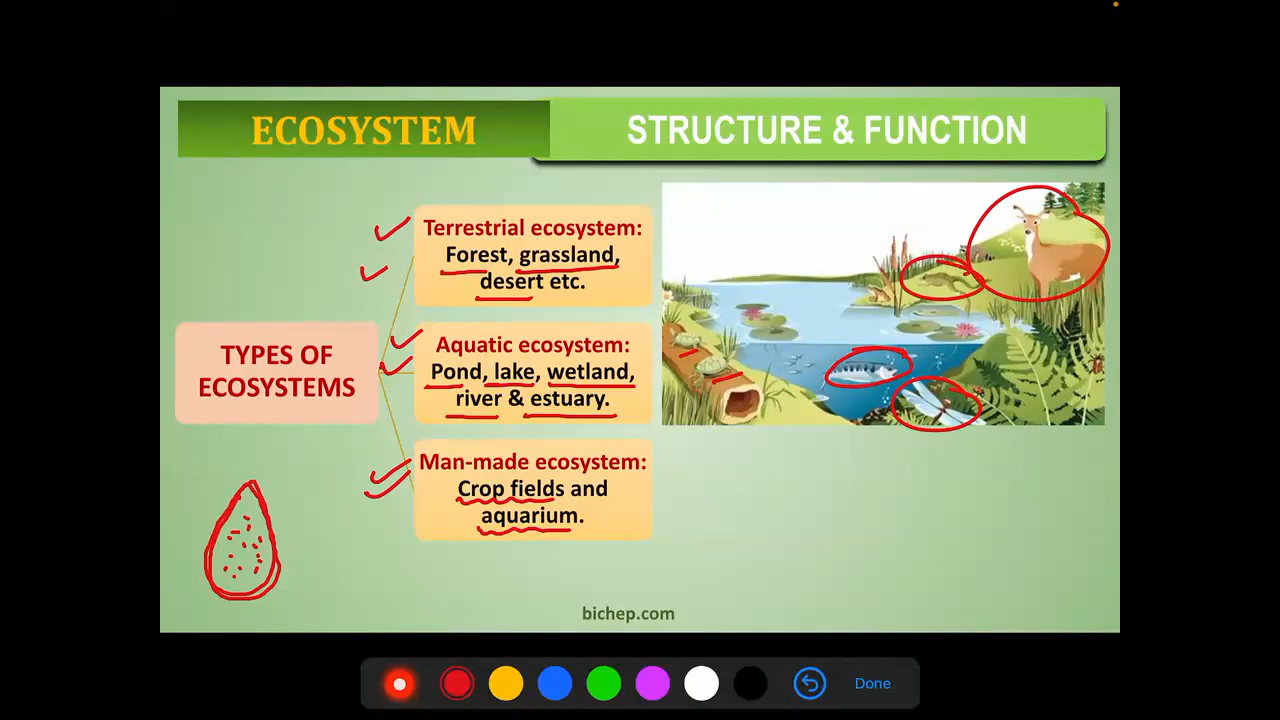 ECOSYSTEM
STRUCTURE & FUNCTION
Terrestrial ecosystem:
Forest, grassland,
desert etc.
TYPES OF
ECOSYSTEMS
Aquatic ecosystem:
Pond, lake, wetland,
river & estuary.
Man-made ecosystem:
Crop fields and
aquarium.
bichep.com
Done